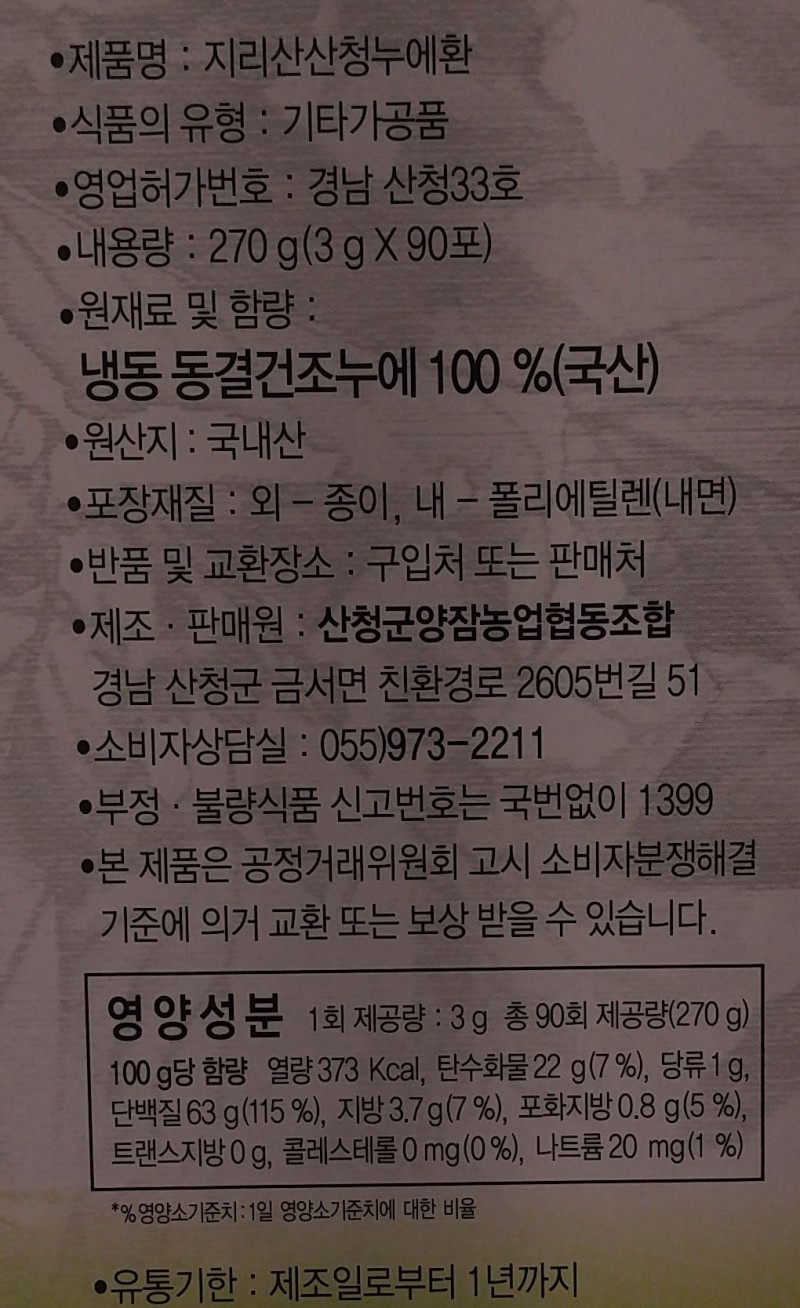 •제품명 : 지리산산청누에환
•식품의 유형 : 기타가공품
•영업허가번호 : 경남 산청33호
•내용량 : 270 g(3 g X 90포)
•원재료 및 함량 :
냉동 동결건조누에 100 %(국산)
•원산지 : 국내산
•포장재질 : 외 – 종이, 내 – 폴리에틸렌(내면)
•반품 및 교환장소 : 구입처 또는 판매처
•제조 · 판매원 : 산청군양잠농업협동조합
경남 산청군 금서면 친환경로 2605번길 51
•소비자상담실 : 055)973-2211
•부정 · 불량식품 신고번호는 국번없이 1399
•본 제품은 공정거래위원회 고시 소비자분쟁해결
기준에 의거 교환 또는 보상 받을 수 있습니다.
영양성분 1회 제공량 : 3 g 총 90회 제공량(270 g)
100 g당 함량 열량 373 Kcal, 탄수화물 22 g(7 %), 당류 1 g,
단백질 63 g(115 %), 지방 3.7 g(7 %), 포화지방 0.8 g(5 %),
트랜스지방 0 g, 콜레스테롤 0 mg(0 %), 나트륨 20 mg(1 %)
*%영양소기준치:1일 영양소기준치에 대한 비율
•유통기한 : 제조일로부터 1년까지